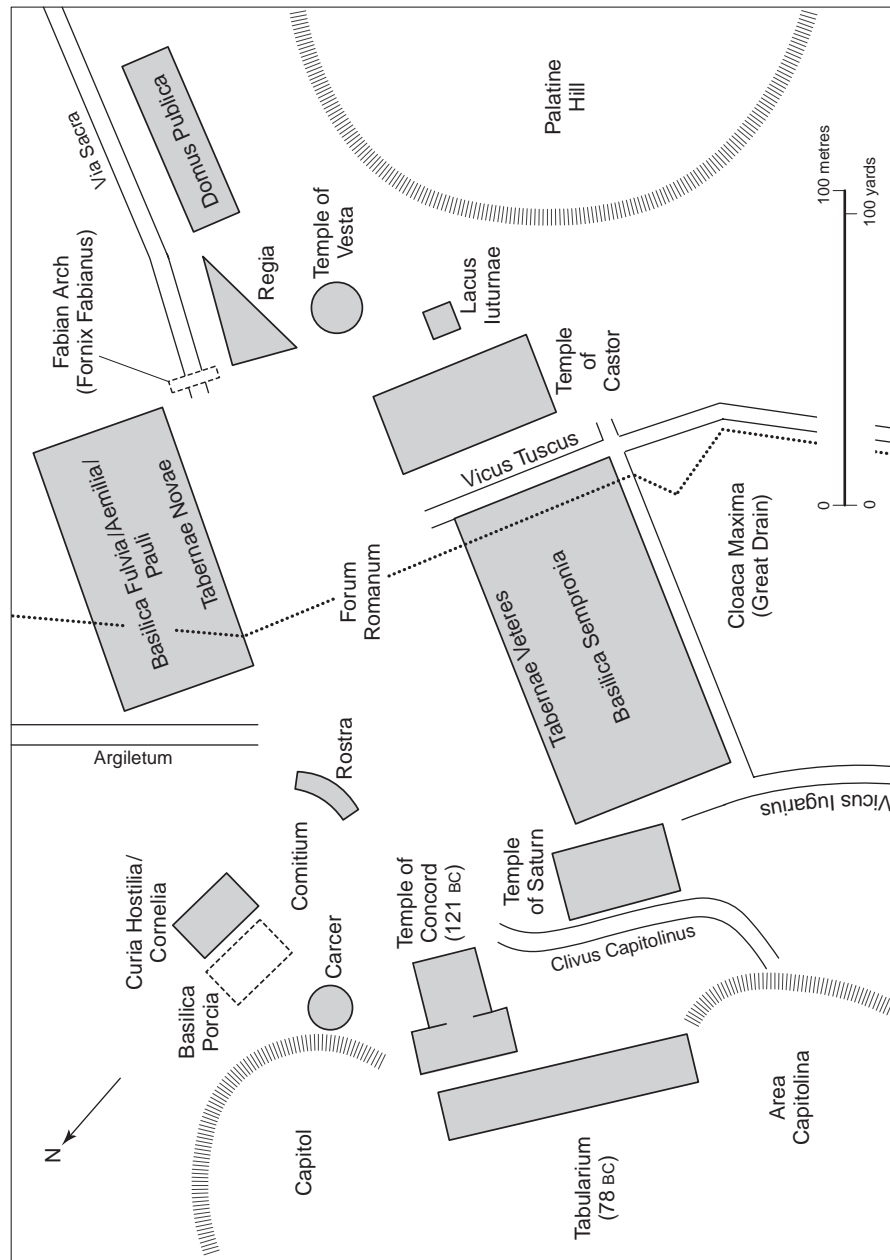 Via Sacra
Domus Publica
Palatine
Hill
Fabian Arch
(Fornix Fabianus)
Regia
Temple of
Vesta
Lacus
Iuturnae
100 metres
100 yards
0
0
Temple
of
Castor
Vicus Tuscus
Basilica Fulvia/Aemilia/
Pauli
Tabernae Novae
Forum
Romanum
Tabernae Veteres
Basilica Sempronia
Cloaca Maxima
(Great Drain)
Argiletum
Rostra
Comitium
Vicus Iugarius
Curia Hostilia/
Cornelia
Basilica
Porcia
Carcer
Temple of
Concord
(121 BC)
Temple
of Saturn
Clivus Capitolinus
N
Capitol
Tabularium
(78 BC)
Area
Capitolina